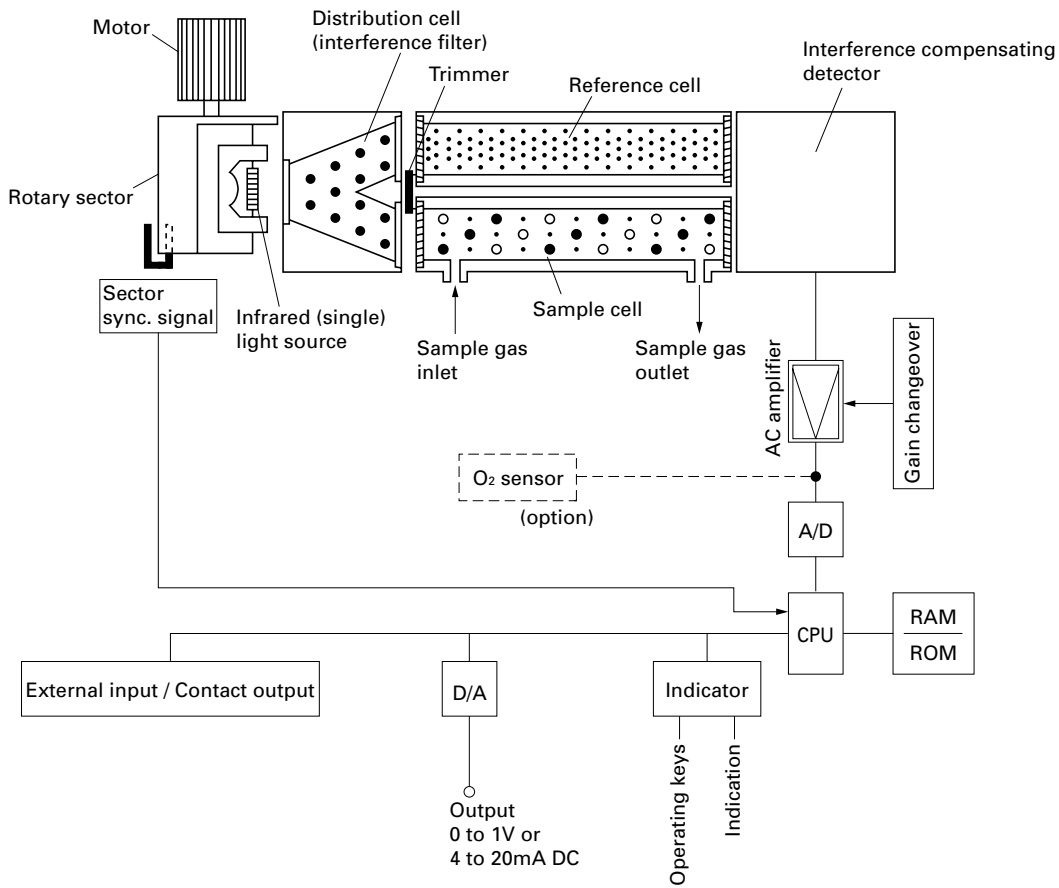 Motor
Distribution cell
(interference filter)
Trimmer
Reference cell
Interference compensating
detector
Rotary sector
Sector
sync. signal
Infrared (single)
light source
Sample gas
inlet
Sample cell
Sample gas
outlet
AC amplifier
Gain changeover
O₂ sensor
(option)
A/D
CPU
RAM
ROM
External input / Contact output
D/A
Indicator
Operating keys
Indication
Output
0 to 1V or
4 to 20mA DC